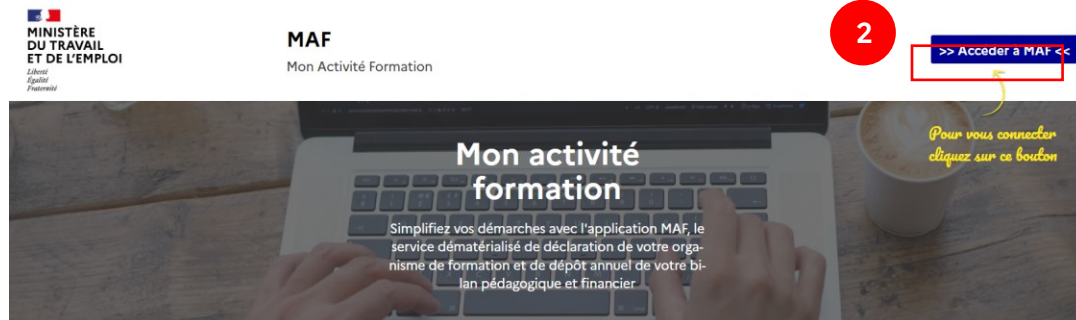 MINISTÈRE
DU TRAVAIL
ET DE L'EMPLOI
Liberté
Égalité
Fraternité
MAF
Mon Activité Formation
2
>> Accéder à MAF <<
Pour vous connecter
cliquez sur ce bouton
Mon activité
formation
Simplifiez vos démarches avec l'application MAF, le
service dématérialisé de déclaration de votre orga-
nisme de formation et de dépôt annuel de votre bi-
lan pédagogique et financier